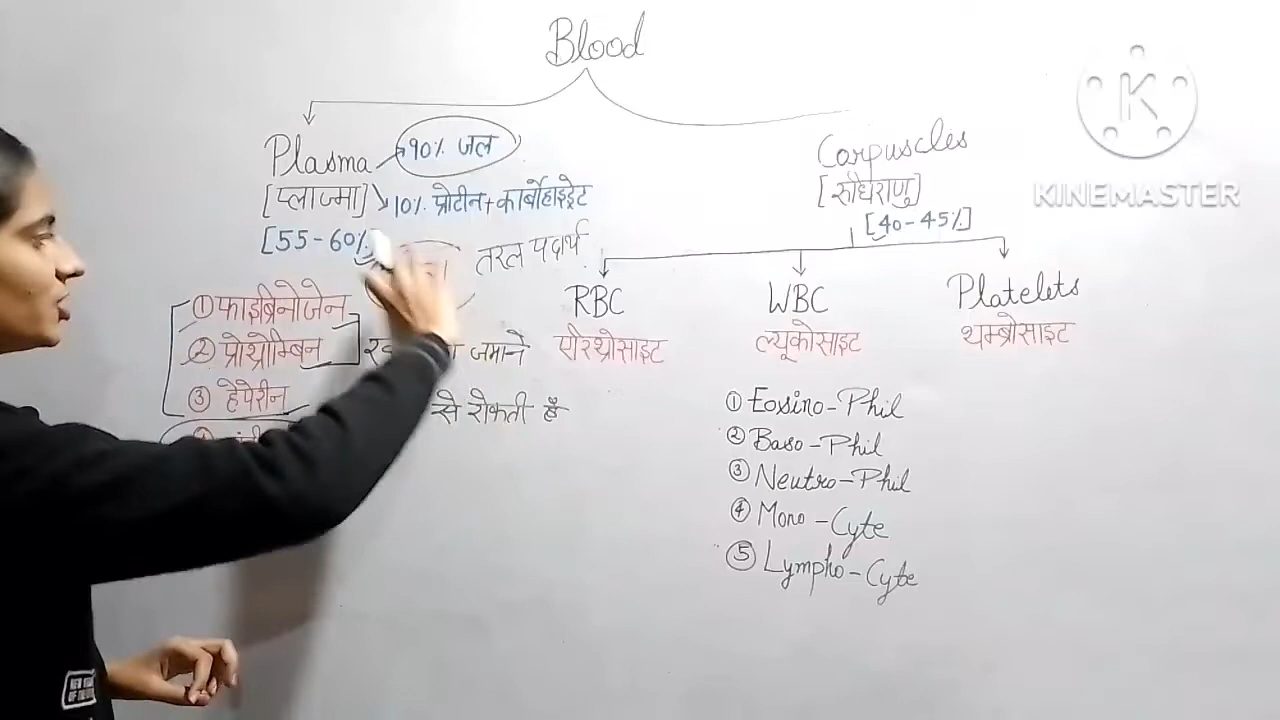 Blood
Plasma
[प्लाज्मा]
[55-60%]
90% जल
10% प्रोटीन+कार्बोहाइड्रेट
तरल पदार्थ
① फाइब्रिनोजेन
② प्रोथ्रोम्बिन
③ हेपेरीन
जमाने
से रोकती है
Corpuscles
[रूधिराणु]
[40-45%]
RBC
एरिथ्रोसाइट
WBC
ल्यूकोसाइट
Platelets
थम्ब्रोसाइट
① Eosino-Phil
② Baso-Phil
③ Neutro-Phil
④ Mono-Cyte
⑤ Lympho-Cyte
K
KINEMASTER